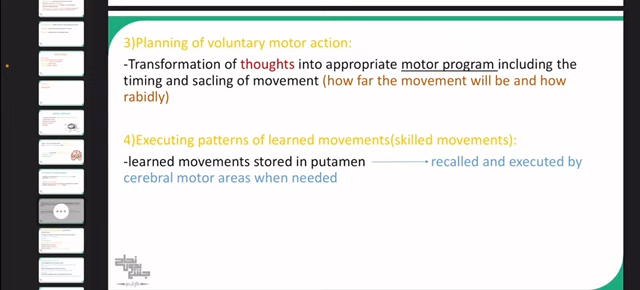 3)Planning of voluntary motor action:
-Transformation of thoughts into appropriate motor program including the
timing and sacling of movement (how far the movement will be and how
rabidly)
4)Executing patterns of learned movements(skilled movements):
-learned movements stored in putamen → recalled and executed by
cerebral motor areas when needed